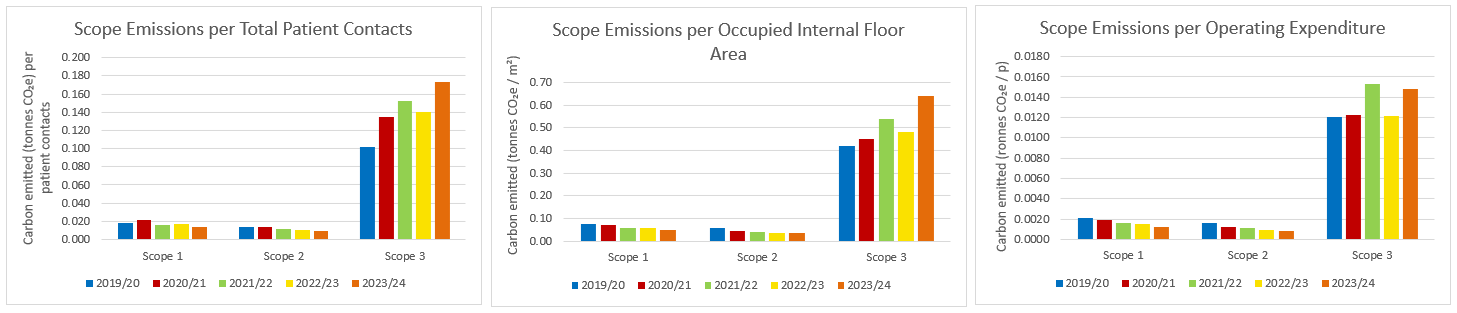 Scope Emissions per Total Patient Contacts
Carbon emitted (tonnes CO₂e) per
patient contacts
0.200
0.180
0.160
0.140
0.120
0.100
0.080
0.060
0.040
0.020
0.000
Scope 1
Scope 2
Scope 3
2019/20
2020/21
2021/22
2022/23
2023/24
Scope Emissions per Occupied Internal Floor
Area
Carbon emitted (tonnes CO₂e / m²)
0.70
0.60
0.50
0.40
0.30
0.20
0.10
0.00
Scope 1
Scope 2
Scope 3
2019/20
2020/21
2021/22
2022/23
2023/24
Scope Emissions per Operating Expenditure
Carbon emitted (ronnes CO₂e / p)
0.0180
0.0160
0.0140
0.0120
0.0100
0.0080
0.0060
0.0040
0.0020
0.0000
Scope 1
Scope 2
Scope 3
2019/20
2020/21
2021/22
2022/23
2023/24